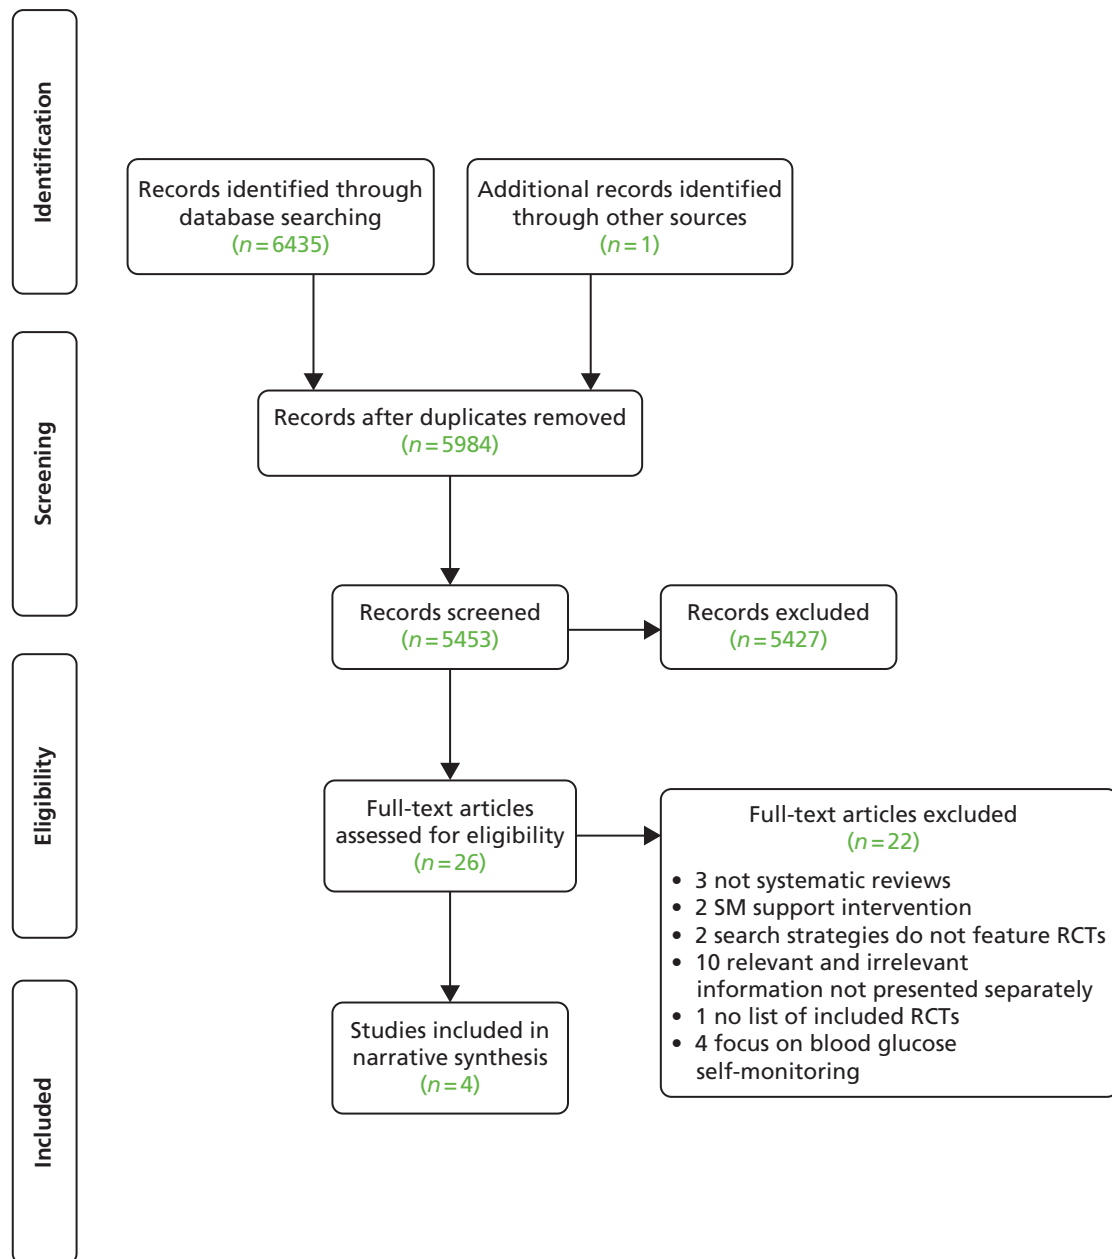 Identification
Records identified through
database searching
(n=6435)
Additional records identified
through other sources
(n=1)
Screening
Records after duplicates removed
(n=5984)
Records screened
(n=5453)
Records excluded
(n=5427)
Eligibility
Full-text articles
assessed for eligibility
(n=26)
Full-text articles excluded
(n=22)
• 3 not systematic reviews
• 2 SM support intervention
• 2 search strategies do not feature RCTs
• 10 relevant and irrelevant
information not presented separately
• 1 no list of included RCTs
• 4 focus on blood glucose
self-monitoring
Included
Studies included in
narrative synthesis
(n=4)